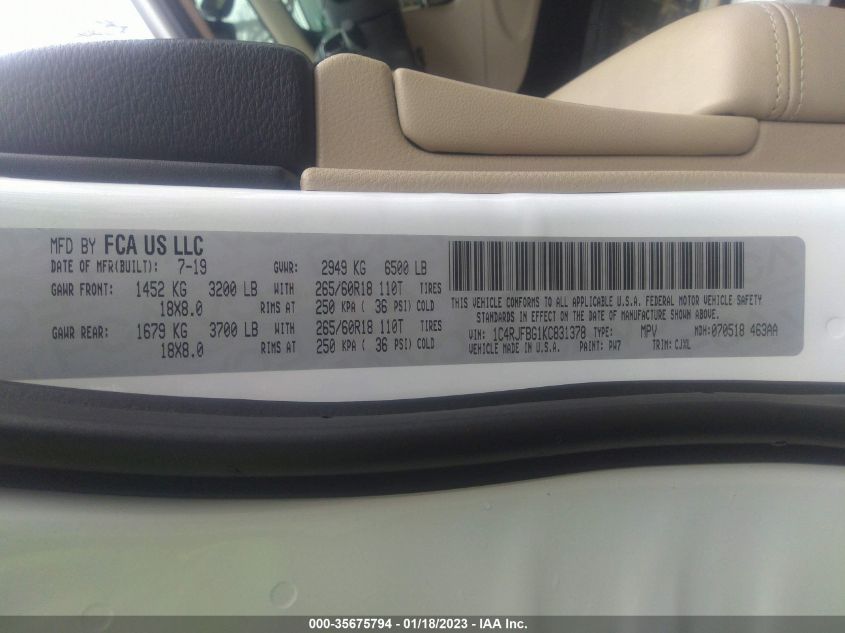 MFD BY FCA US LLC
DATE OF MFR(BUILT): 7-19 GVWR: 2949 KG 6500 LB
GAWR FRONT: 1452 KG 3200 LB WITH 265/60R18 110T TIRES
18X8.0 RIMS AT 250 KPA ( 36 PSI) COLD
GAWR REAR: 1679 KG 3700 LB WITH 265/60R18 110T TIRES
18X8.0 RIMS AT 250 KPA ( 36 PSI) COLD
THIS VEHICLE CONFORMS TO ALL APPLICABLE U.S.A. FEDERAL MOTOR VEHICLE SAFETY
STANDARDS IN EFFECT ON THE DATE OF MANUFACTURE SHOWN ABOVE.
VIN: 1C4RJFBG1KC831378 TYPE: MPV MDH: 070518 463AA
VEHICLE MADE IN U.S.A. PAINT: PW7 TRIM: CJXL
000-35675794 - 01/18/2023 - IAA Inc.